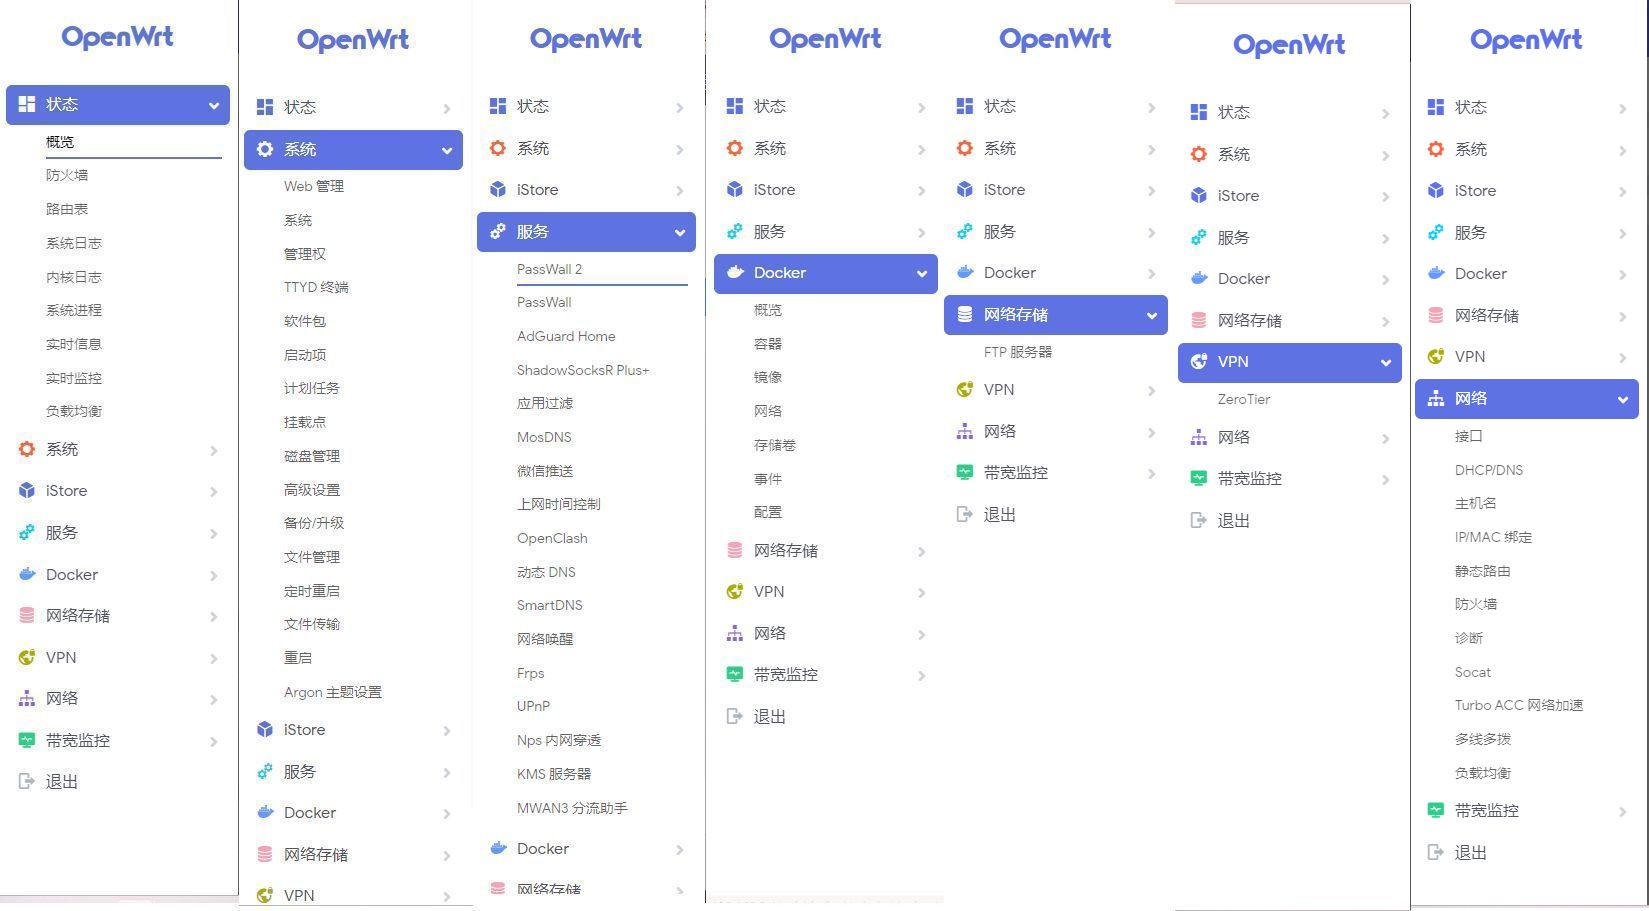 OpenWrt
状态
概览
防火墙
路由表
系统日志
内核日志
系统进程
实时信息
实时监控
负载均衡
系统
iStore
服务
Docker
网络存储
VPN
网络
带宽监控
退出
OpenWrt
状态
系统
Web 管理
系统
管理权
TTYD 终端
软件包
启动项
计划任务
挂载点
磁盘管理
高级设置
备份/升级
文件管理
定时重启
文件传输
重启
Argon 主题设置
iStore
服务
Docker
网络存储
VPN
OpenWrt
状态
系统
iStore
服务
PassWall 2
PassWall
AdGuard Home
ShadowSocksR Plus+
应用过滤
MosDNS
微信推送
上网时间控制
OpenClash
动态 DNS
SmartDNS
网络唤醒
Frps
UPnP
Nps 内网穿透
KMS 服务器
MWAN3 分流助手
Docker
网络存储
OpenWrt
状态
系统
iStore
服务
Docker
概览
容器
镜像
网络
存储卷
事件
配置
网络存储
VPN
网络
带宽监控
退出
OpenWrt
状态
系统
iStore
服务
Docker
网络存储
FTP 服务器
VPN
网络
带宽监控
退出
OpenWrt
状态
系统
iStore
服务
Docker
网络存储
VPN
ZeroTier
网络
带宽监控
退出
OpenWrt
状态
系统
iStore
服务
Docker
网络存储
VPN
网络
接口
DHCP/DNS
主机名
IP/MAC 绑定
静态路由
防火墙
诊断
Socat
Turbo ACC 网络加速
多线多拨
负载均衡
带宽监控
退出